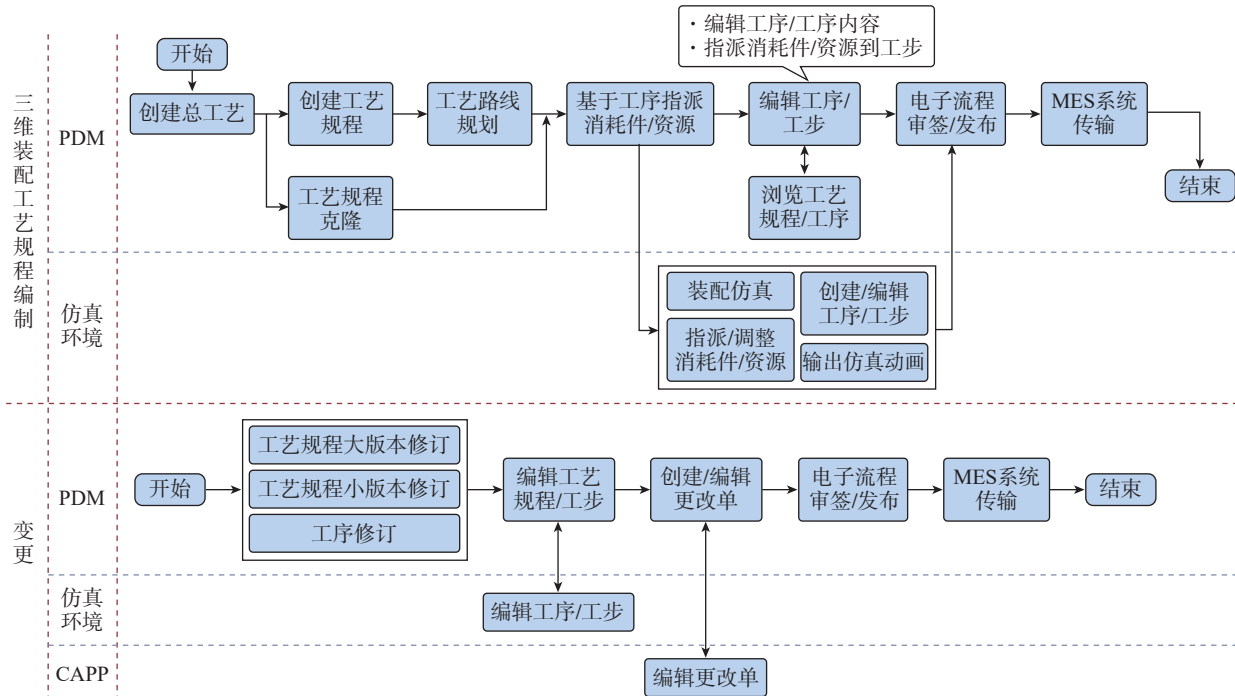 · 编辑工序/工序内容
· 指派消耗件/资源到工步
三维装配工艺规程编制
PDM
开始
创建总工艺
创建工艺
规程
工艺路线
规划
基于工序指派
消耗件/资源
编辑工序/
工步
电子流程
审签/发布
MES系统
传输
结束
工艺规程
克隆
浏览工艺
规程/工序
仿真
环境
装配仿真
创建/编辑
工序/工步
指派/调整
消耗件/资源
输出仿真动画
变更
PDM
开始
工艺规程大版本修订
工艺规程小版本修订
工序修订
编辑工艺
规程/工步
创建/编辑
更改单
电子流程
审签/发布
MES系统
传输
结束
仿真
环境
编辑工序/工步
CAPP
编辑更改单